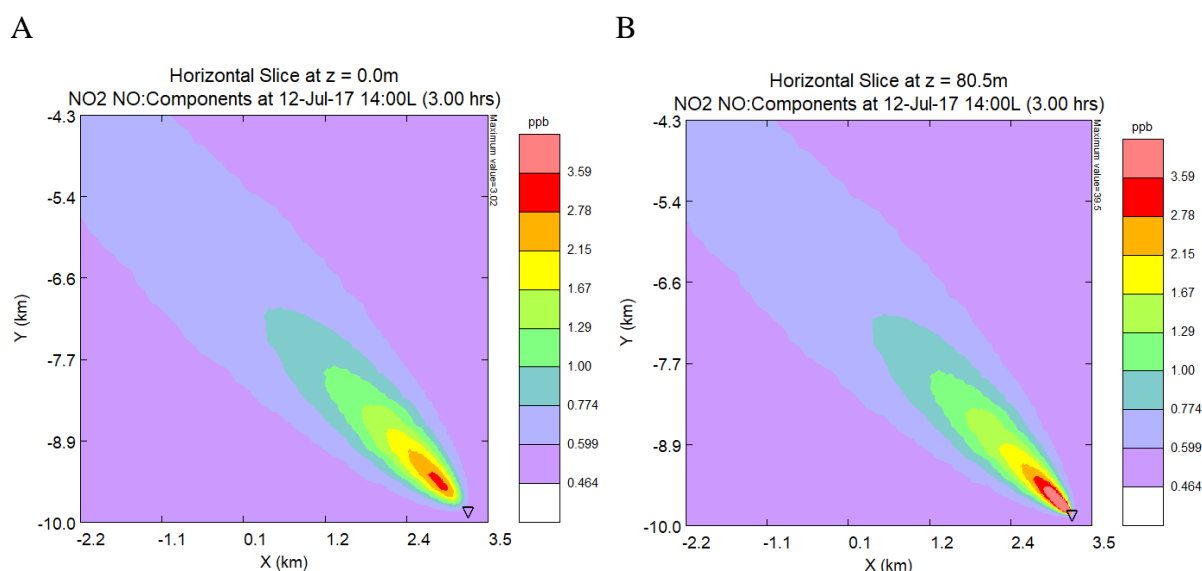 A
Horizontal Slice at z = 0.0m
NO2 NO:Components at 12-Jul-17 14:00L (3.00 hrs)
Maximum value=3.02
ppb
3.59
2.78
2.15
1.67
1.29
1.00
0.774
0.599
0.464
-4.3
-5.4
-6.6
-7.7
-8.9
-10.0
Y (km)
-2.2 -1.1 0.1 1.2 2.4 3.5
X (km)
B
Horizontal Slice at z = 80.5m
NO2 NO:Components at 12-Jul-17 14:00L (3.00 hrs)
Maximum value=39.5
ppb
3.59
2.78
2.15
1.67
1.29
1.00
0.774
0.599
0.464
-4.3
-5.4
-6.6
-7.7
-8.9
-10.0
Y (km)
-2.2 -1.1 0.1 1.2 2.4 3.5
X (km)